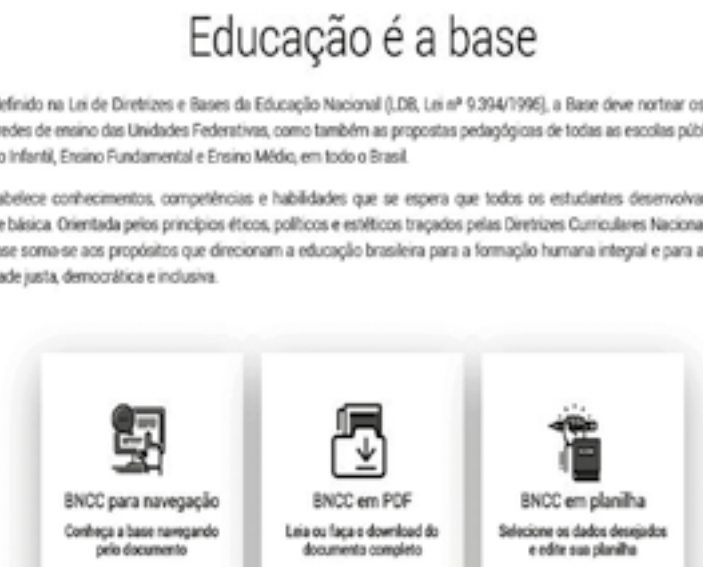 Educação é a base
efinido na Lei de Diretrizes e Bases da Educação Nacional (LDB, Lei nº 9.394/1996), a Base deve nortear os
redes de ensino das Unidades Federativas, como também as propostas pedagógicas de todas as escolas públ
o Infantil, Ensino Fundamental e Ensino Médio, em todo o Brasil.
abelece conhecimentos, competências e habilidades que se espera que todos os estudantes desenvolva
e básica. Orientada pelos princípios éticos, políticos e estéticos traçados pelas Diretrizes Curriculares Naciona
ase soma-se aos propósitos que direcionam a educação brasileira para a formação humana integral e para a
ade justa, democrática e inclusiva.
BNCC para navegação
Conheça a base navegando
pelo documento
BNCC em PDF
Leia ou faça o download do
documento completo
BNCC em planilha
Selecione os dados desejados
e edite sua planilha